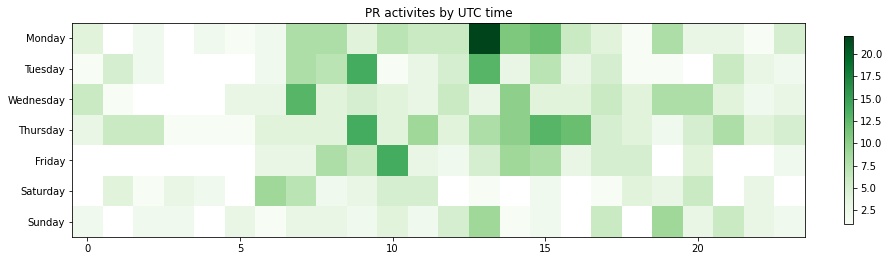 PR activites by UTC time
Monday
Tuesday
Wednesday
Thursday
Friday
Saturday
Sunday
0 5 10 15 20
20.0
17.5
15.0
12.5
10.0
7.5
5.0
2.5